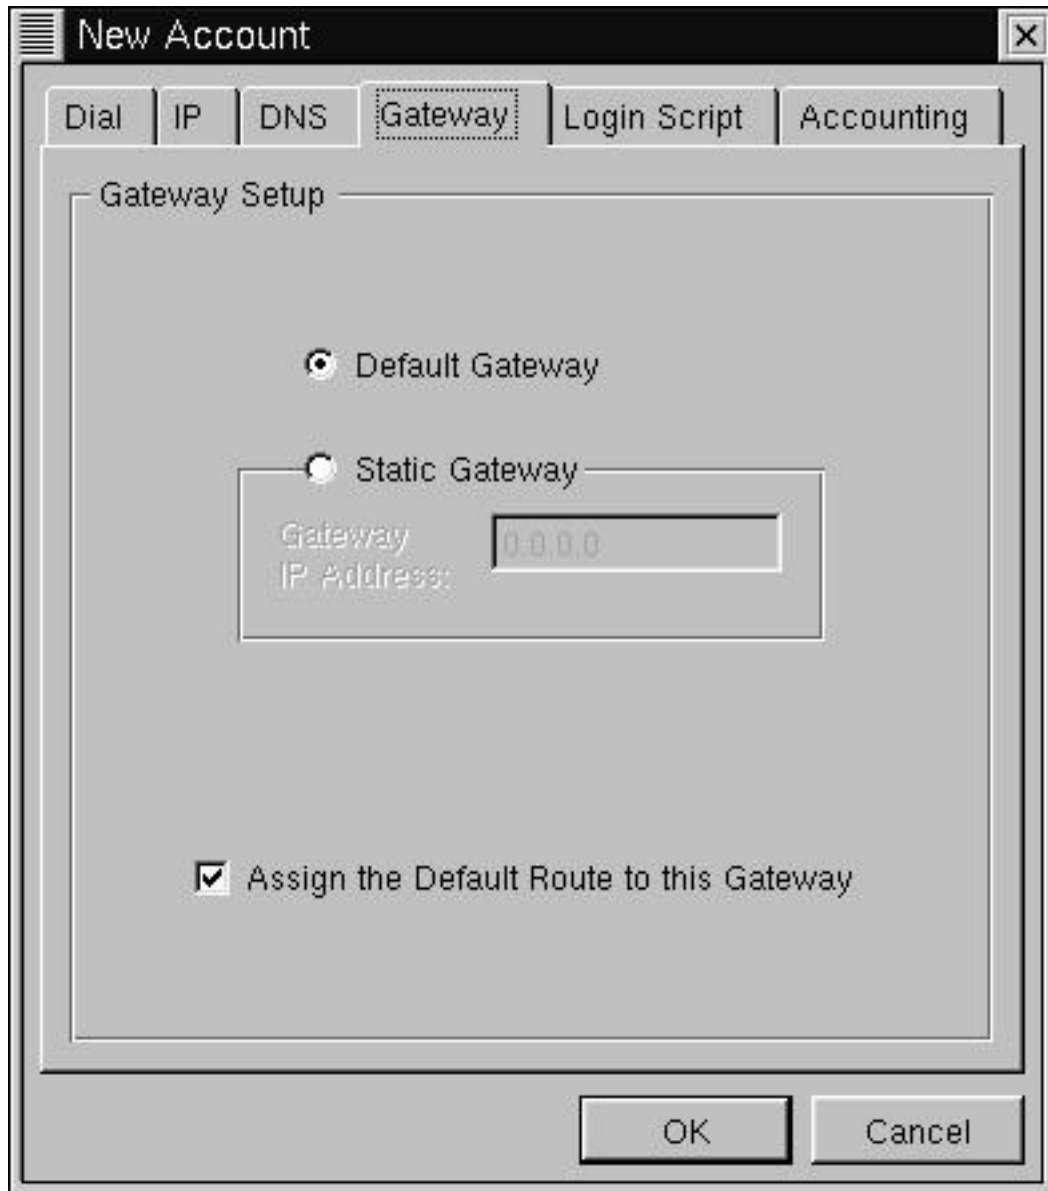 New Account
Dial IP DNS Gateway Login Script Accounting
Gateway Setup
Default Gateway
Static Gateway
Gateway
IP Address:
0.0.0.0
Assign the Default Route to this Gateway
OK Cancel